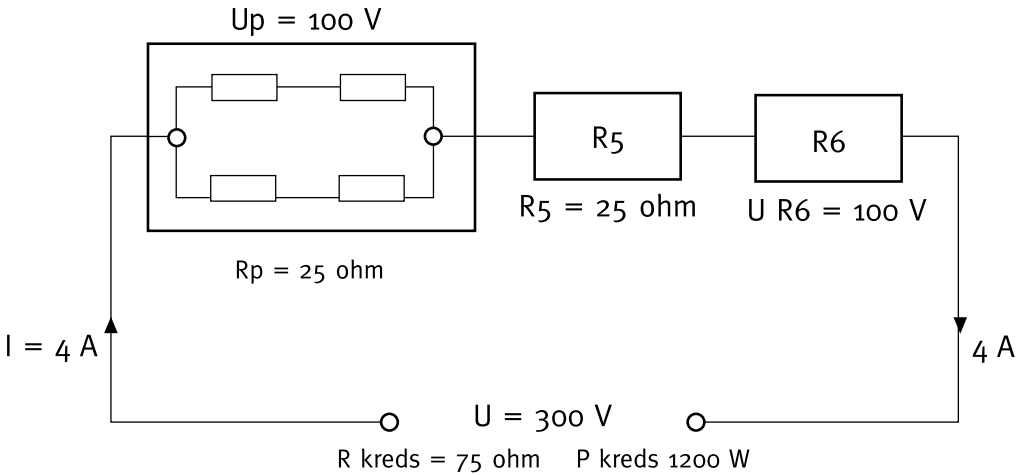 Up = 100 V
R5
R6
R5 = 25 ohm
U R6 = 100 V
Rp = 25 ohm
I = 4 A
4 A
U = 300 V
R kreds = 75 ohm
P kreds 1200 W